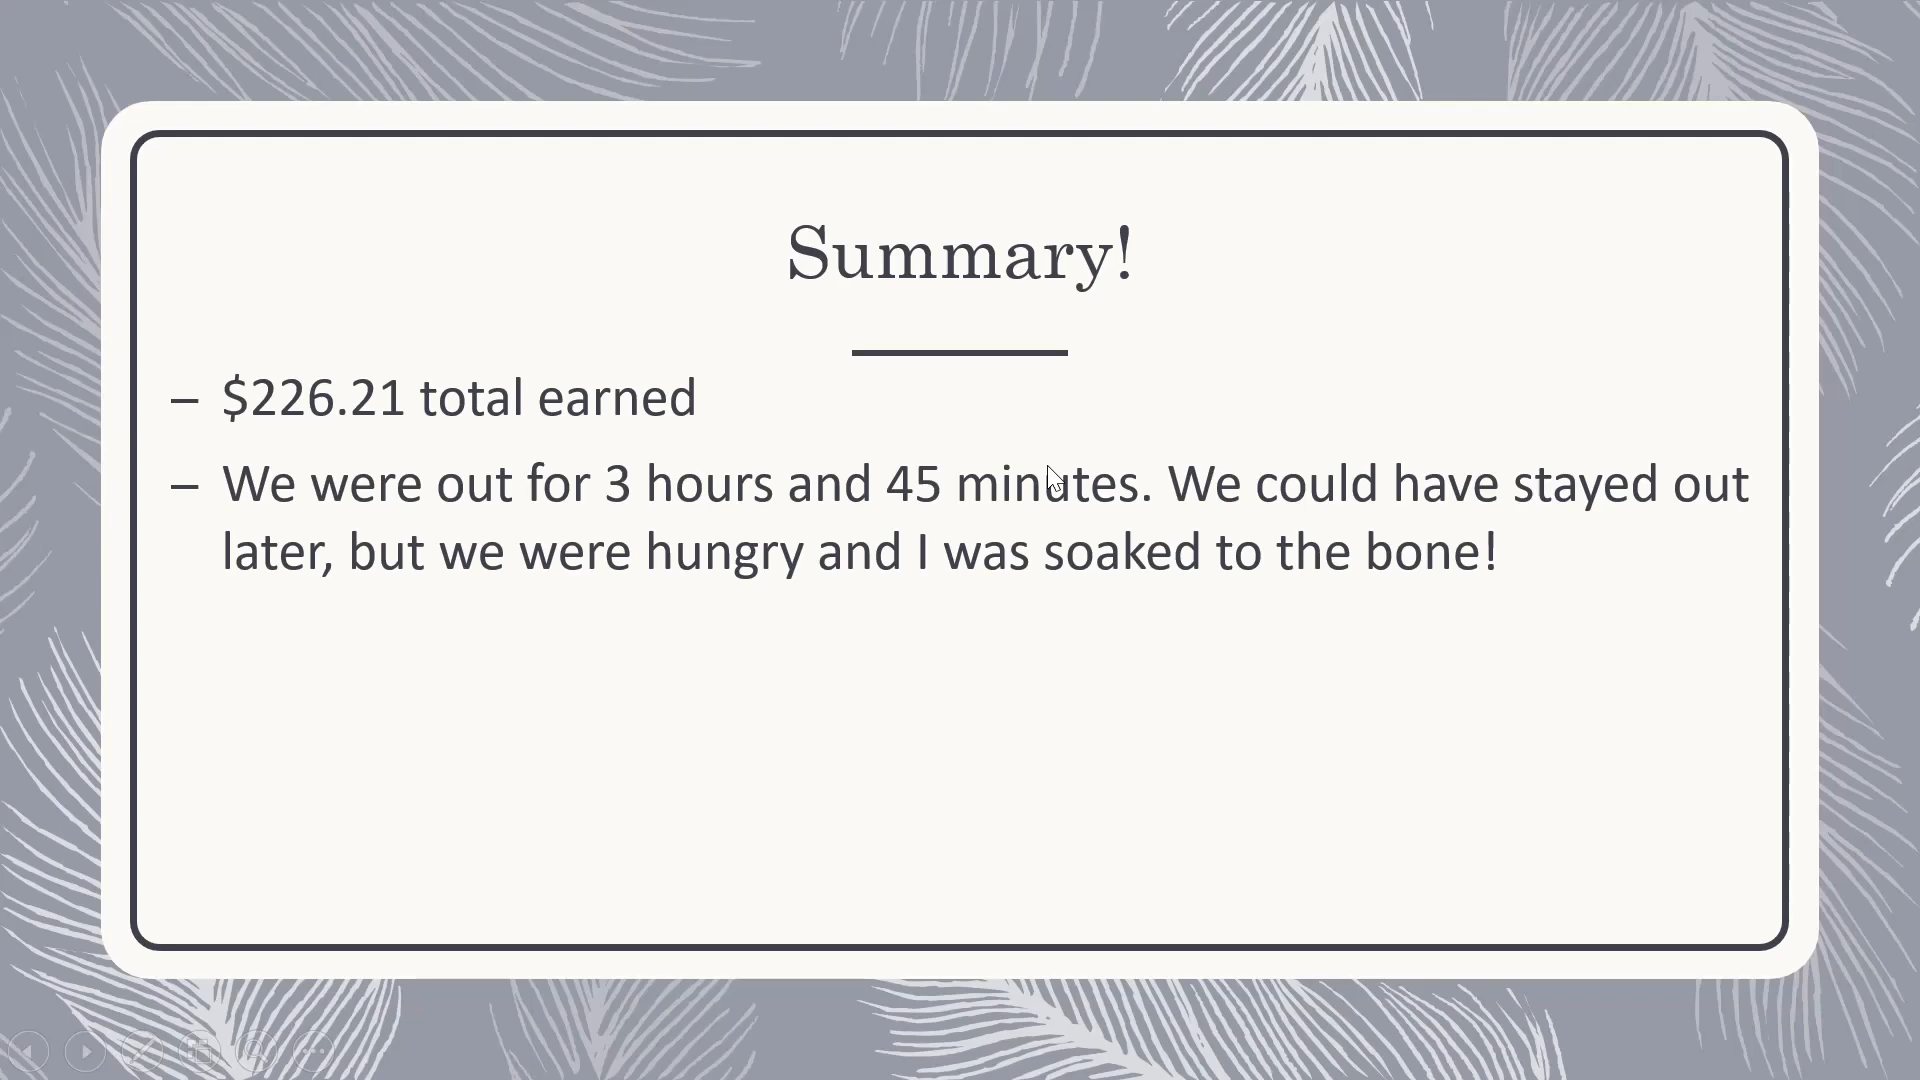 Summary!
– $226.21 total earned
– We were out for 3 hours and 45 minutes. We could have stayed out
later, but we were hungry and I was soaked to the bone!